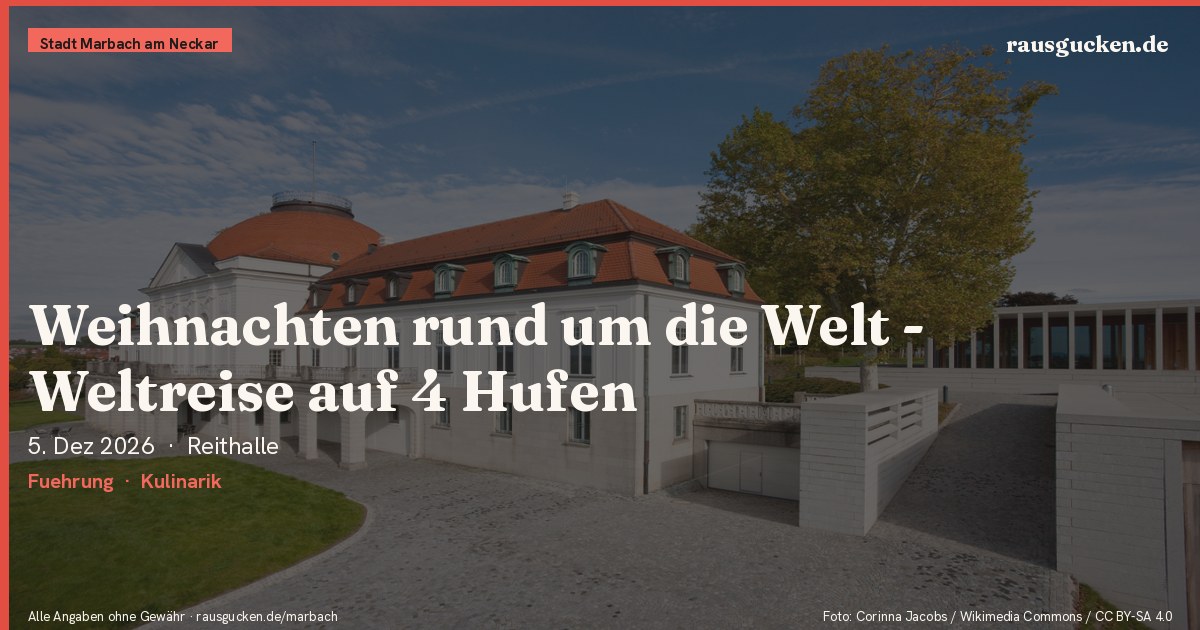 Stadt Marbach am Neckar
rausgucken.de
Weihnachten rund um die Welt -
Weltreise auf 4 Hufen
5. Dez 2026 · Reithalle
Fuehrung · Kulinarik
Alle Angaben ohne Gewähr · rausgucken.de/marbach
Foto: Corinna Jacobs / Wikimedia Commons / CC BY-SA 4.0